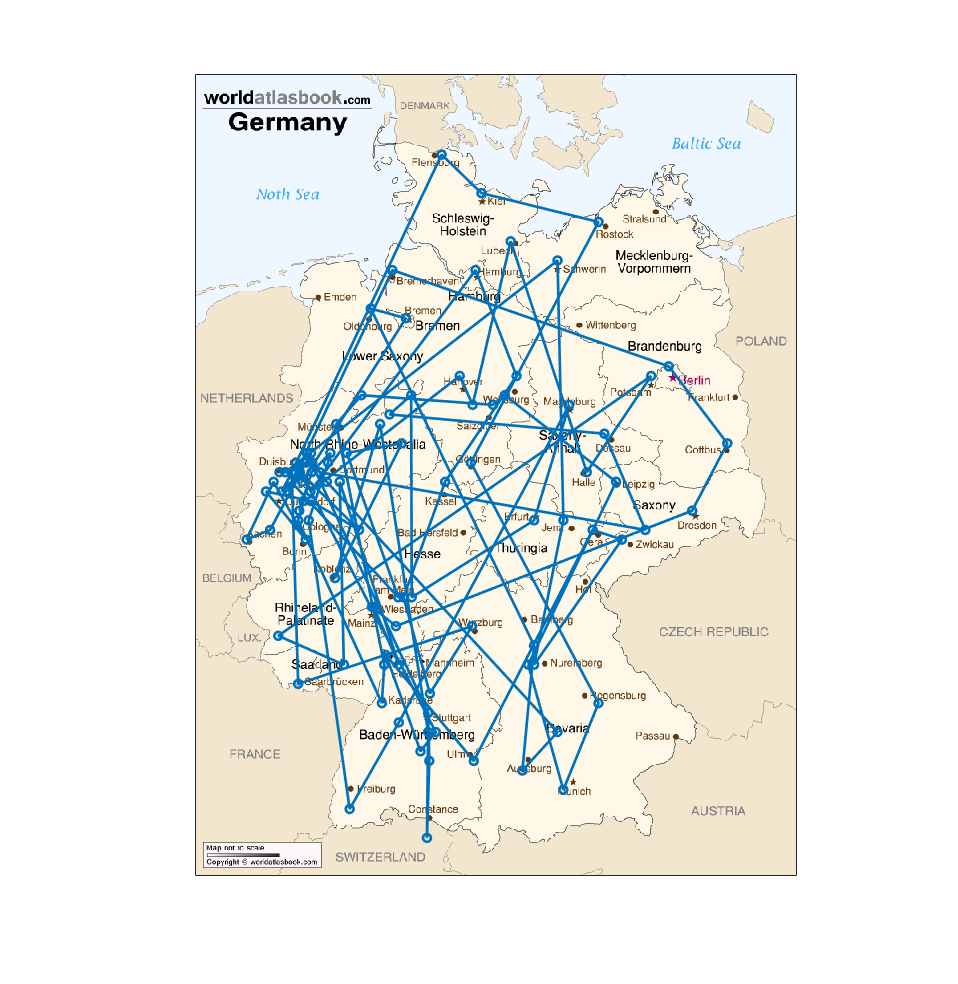 worldatlasbook.com
Germany
DENMARK
Baltic Sea
Noth Sea
Flensburg
Kiel
Schleswig-
Holstein
Stralsund
Rostock
Lubeck
Mecklenburg-
Vorpommern
Schwerin
Hamburg
Bremerhaven
Emden
Hamburg
Bremen
Oldenburg
Bremen
Wittenberg
POLAND
Brandenburg
Lower Saxony
Berlin
Hanover
Potsdam
NETHERLANDS
Wolfsburg
Magdeburg
Frankfurt
Münster
Salzgitter
Saxony-
Anhalt
North Rhine-Westphalia
Dessau
Cottbus
Duisburg
Göttingen
Dortmund
Halle
Leipzig
Kassel
Saxony
Erfurt
Dresden
Cologne
Jena
Aachen
Bad Hersfeld
Gera
Zwickau
Bonn
Hesse
Thuringia
Koblenz
BELGIUM
Frankfurt
am Main
Hof
Rhineland-
Palatinate
Wiesbaden
Mainz
Wurzburg
Bamberg
CZECH REPUBLIC
LUX.
Saarland
Mannheim
Nuremberg
Heidelberg
Saarbrücken
Karlsruhe
Regensburg
Stuttgart
Bavaria
Baden-Württemberg
Passau
FRANCE
Ulm
Augsburg
Freiburg
Munich
Constance
AUSTRIA
Map not to scale
Copyright © worldatlasbook.com
SWITZERLAND